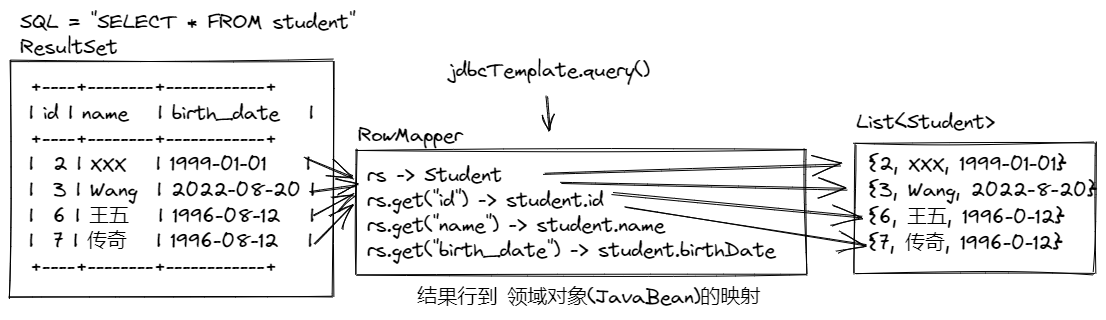 SQL = "SELECT * FROM student"
ResultSet
+----+--------+------------+
| id | name | birth_date |
+----+--------+------------+
| 2 | xxx | 1999-01-01
| 3 | Wang | 2022-08-20 |
| 6 | 王五 | 1996-08-12
| 7 | 传奇 | 1996-08-12
+----+--------+------------+
jdbcTemplate.query()
RowMapper
rs -> Student
rs.get("id") -> student.id
rs.get("name") -> student.name
rs.get("birth_date") -> student.birthDate
结果行到 领域对象(JavaBean)的映射
List<Student>
{2, xxx, 1999-01-01}
{3, Wang, 2022-8-20}
{6, 王五, 1996-0-12}
{7, 传奇, 1996-0-12}